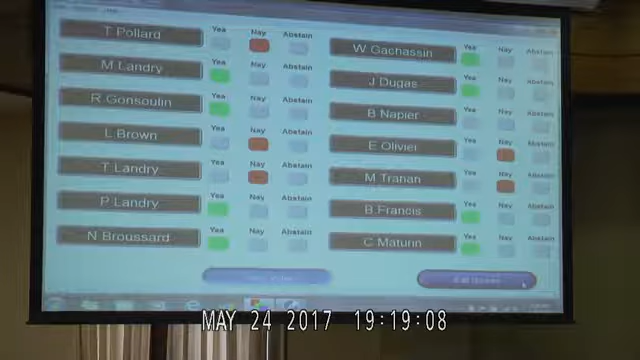 T Pollard Yea Nay Abstain
M Landry Yea Nay Abstain
R Gonsoulin Yea Nay Abstain
L Brown Yea Nay Abstain
T Landry Yea Nay Abstain
P Landry Yea Nay Abstain
N Broussard Yea Nay Abstain
W Gachassin Yea Nay Abstain
J Dugas Yea Nay Abstain
B Napier Yea Nay Abstain
E Olivier Yea Nay Abstain
M Trahan Yea Nay Abstain
B Francis Yea Nay Abstain
C Maturin Yea Nay Abstain
MAY 24 2017 19:19:08